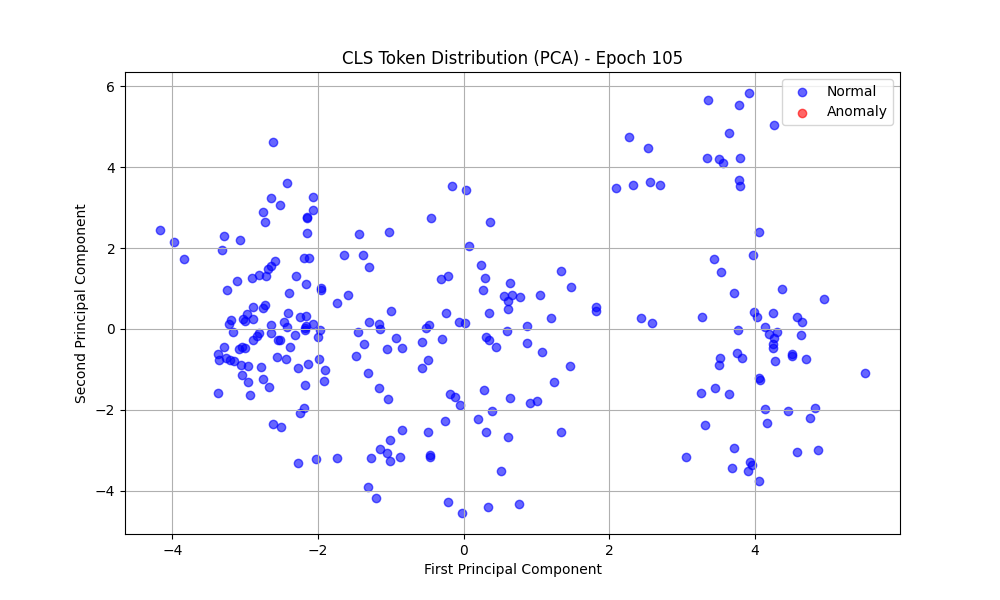 CLS Token Distribution (PCA) - Epoch 105
Normal
Anomaly
6
4
2
0
−2
−4
Second Principal Component
−4
−2
0
2
4
First Principal Component